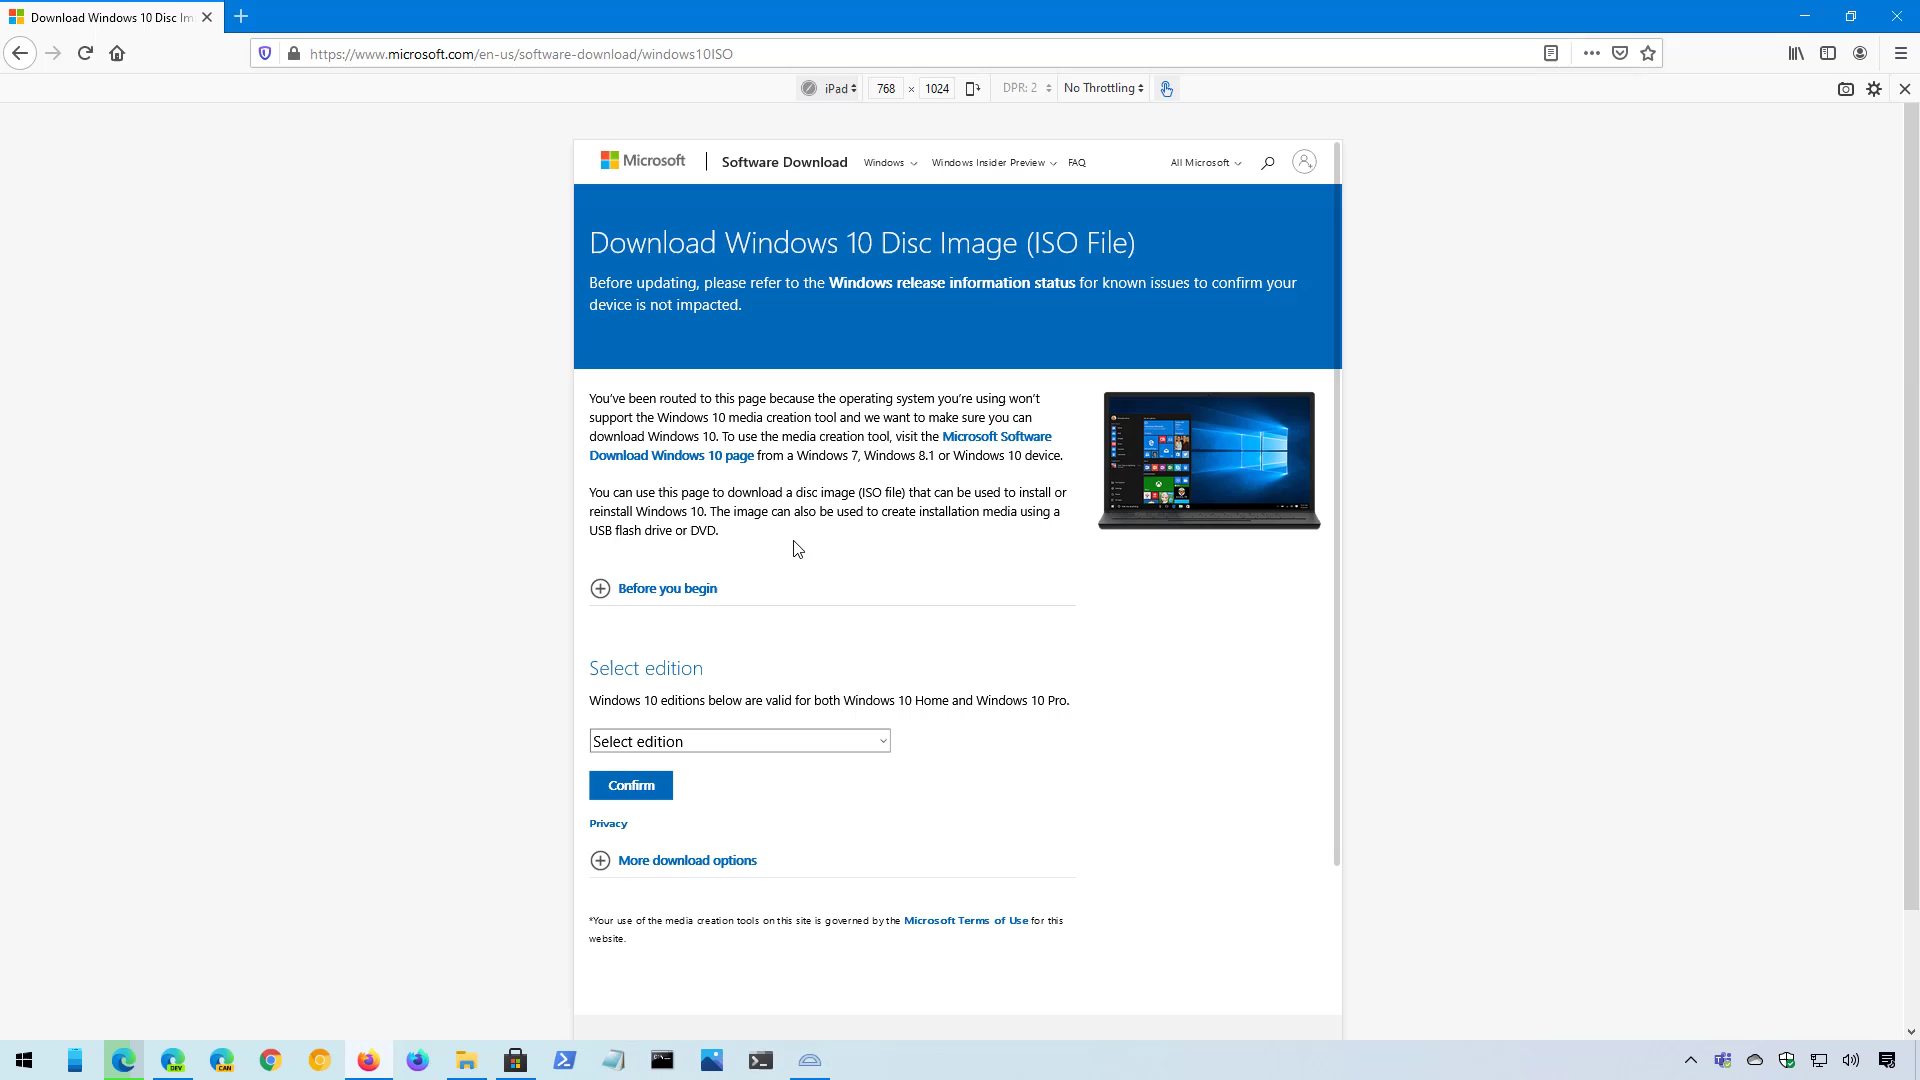 Download Windows 10 Disc Im
https://www.microsoft.com/en-us/software-download/windows10ISO
iPad 768 × 1024 DPR: 2 No Throttling
Microsoft Software Download Windows Windows Insider Preview FAQ All Microsoft
Download Windows 10 Disc Image (ISO File)
Before updating, please refer to the Windows release information status for known issues to confirm your
device is not impacted.
You've been routed to this page because the operating system you're using won't
support the Windows 10 media creation tool and we want to make sure you can
download Windows 10. To use the media creation tool, visit the Microsoft Software
Download Windows 10 page from a Windows 7, Windows 8.1 or Windows 10 device.
You can use this page to download a disc image (ISO file) that can be used to install or
reinstall Windows 10. The image can also be used to create installation media using a
USB flash drive or DVD.
Before you begin
Select edition
Windows 10 editions below are valid for both Windows 10 Home and Windows 10 Pro.
Select edition
Confirm
Privacy
More download options
*Your use of the media creation tools on this site is governed by the Microsoft Terms of Use for this
website.
DEV
CAN